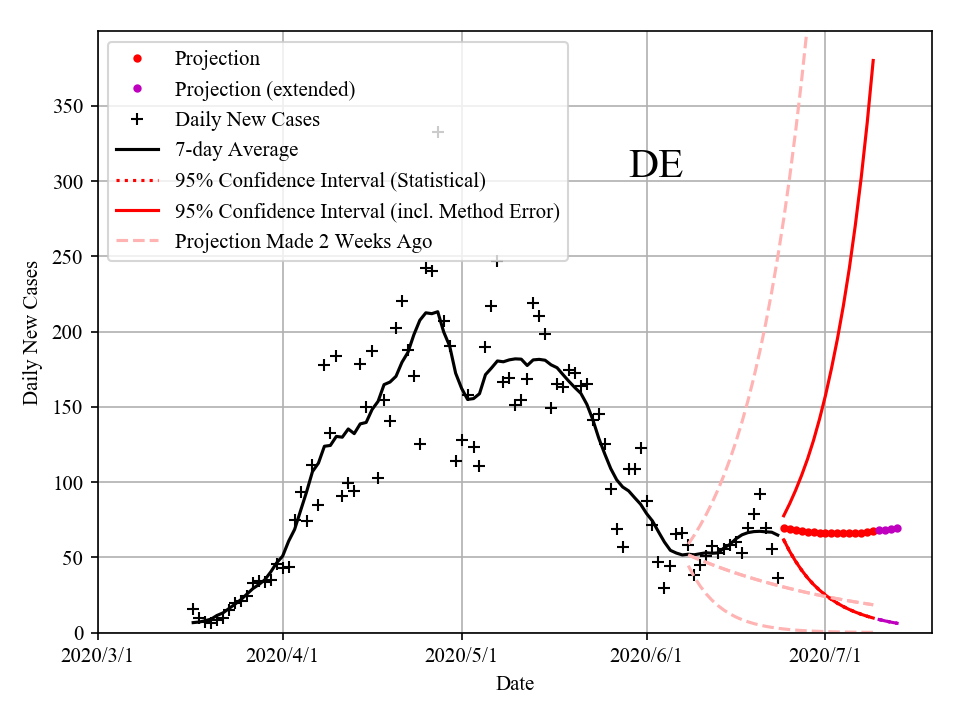 Projection
Projection (extended)
Daily New Cases
7-day Average
95% Confidence Interval (Statistical)
95% Confidence Interval (incl. Method Error)
Projection Made 2 Weeks Ago
DE
350
300
250
200
150
100
50
0
Daily New Cases
2020/3/1 2020/4/1 2020/5/1 2020/6/1 2020/7/1
Date